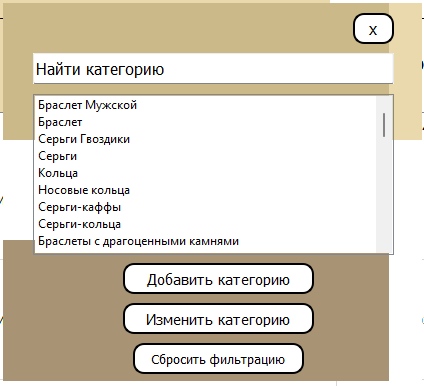 x
Найти категорию
Браслет Мужской
Браслет
Серьги Гвоздики
Серьги
Кольца
Носовые кольца
Серьги-каффы
Серьги-кольца
Браслеты с драгоценными камнями
Добавить категорию
Изменить категорию
Сбросить фильтрацию